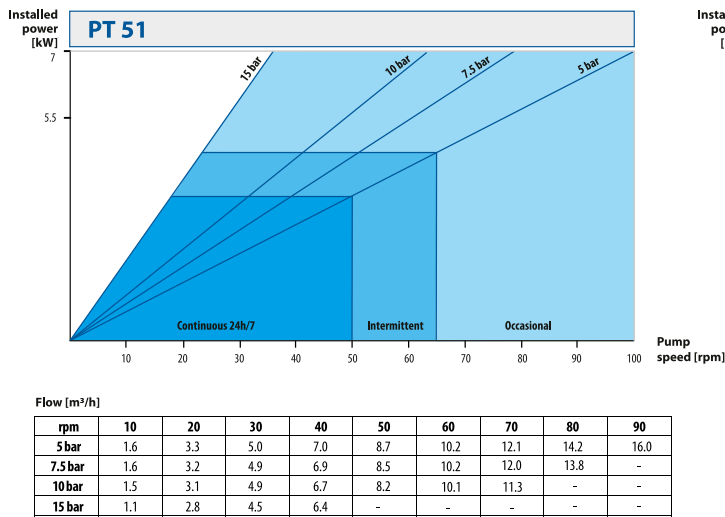 Installed
power
[kW]
PT 51
Insta
po
[
7
5.5
15 bar
10 bar
7.5 bar
5 bar
Continuous 24h/7
Intermittent
Occasional
10 20 30 40 50 60 70 80 90 100
Pump
speed [rpm]
Flow [m³/h]
rpm 10 20 30 40 50 60 70 80 90
5 bar 1.6 3.3 5.0 7.0 8.7 10.2 12.1 14.2 16.0
7.5 bar 1.6 3.2 4.9 6.9 8.5 10.2 12.0 13.8 -
10 bar 1.5 3.1 4.9 6.7 8.2 10.1 11.3 - -
15 bar 1.1 2.8 4.5 6.4 - - - - -